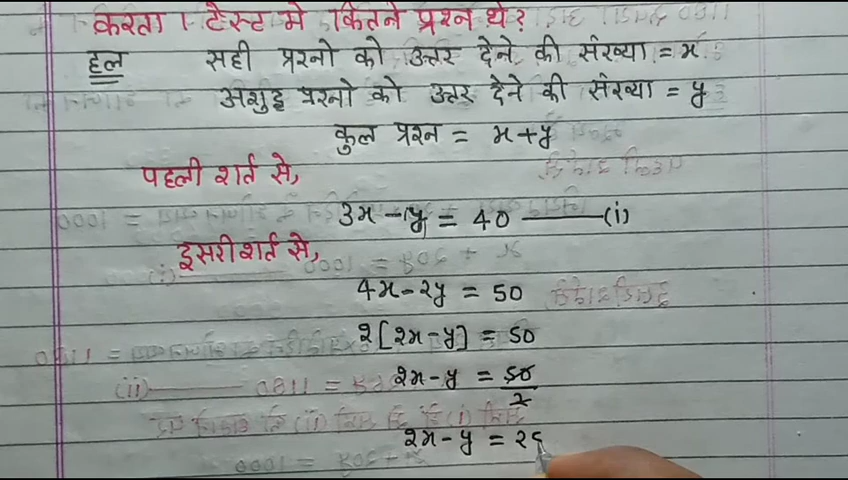 करता। टेस्ट मे कितने प्रश्न थे?
हल सही प्रश्नो को उत्तर देने की संख्या = x
अशुद्ध प्रश्नो को उत्तर देने की संख्या = y
कुल प्रश्न = x+y
पहली शर्त से,
3x - y = 40 (i)
दूसरी शर्त से,
4x - 2y = 50
2[2x - y] = 50
2x - y = 50/2
2x - y = 25